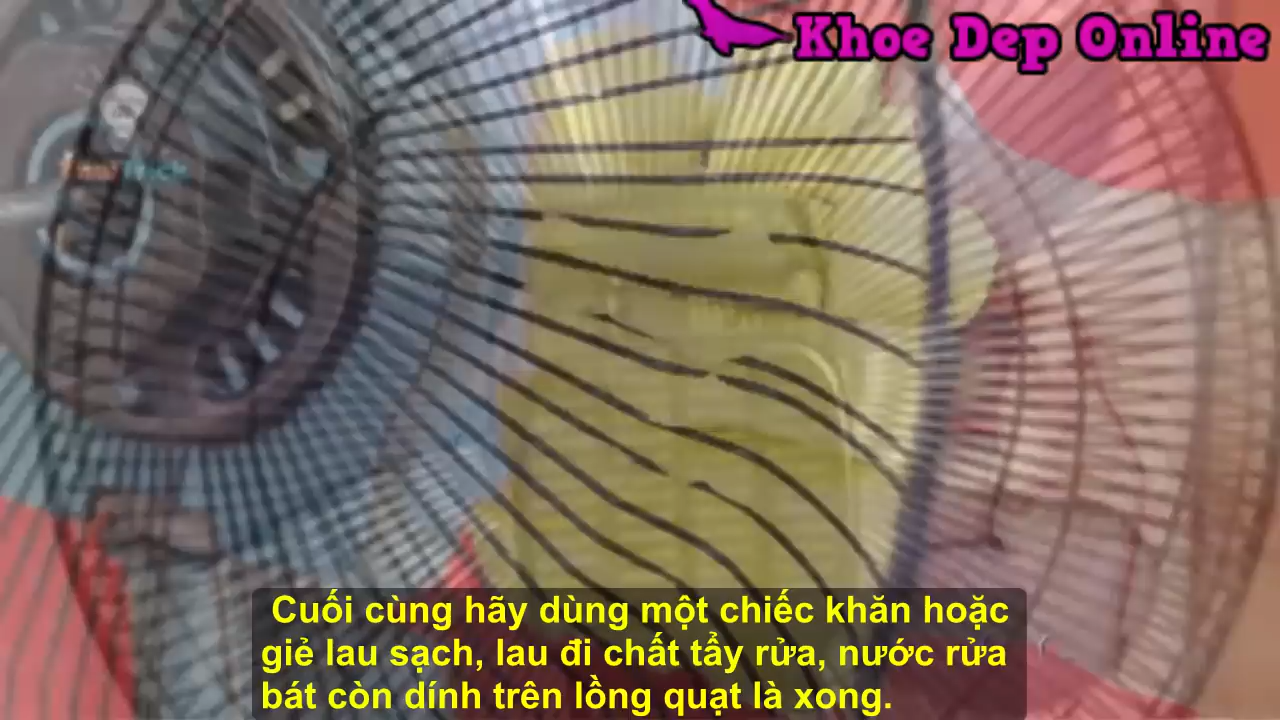 Khoe Dep Online
Cuối cùng hãy dùng một chiếc khăn hoặc
giẻ lau sạch, lau đi chất tẩy rửa, nước rửa
bát còn dính trên lồng quạt là xong.